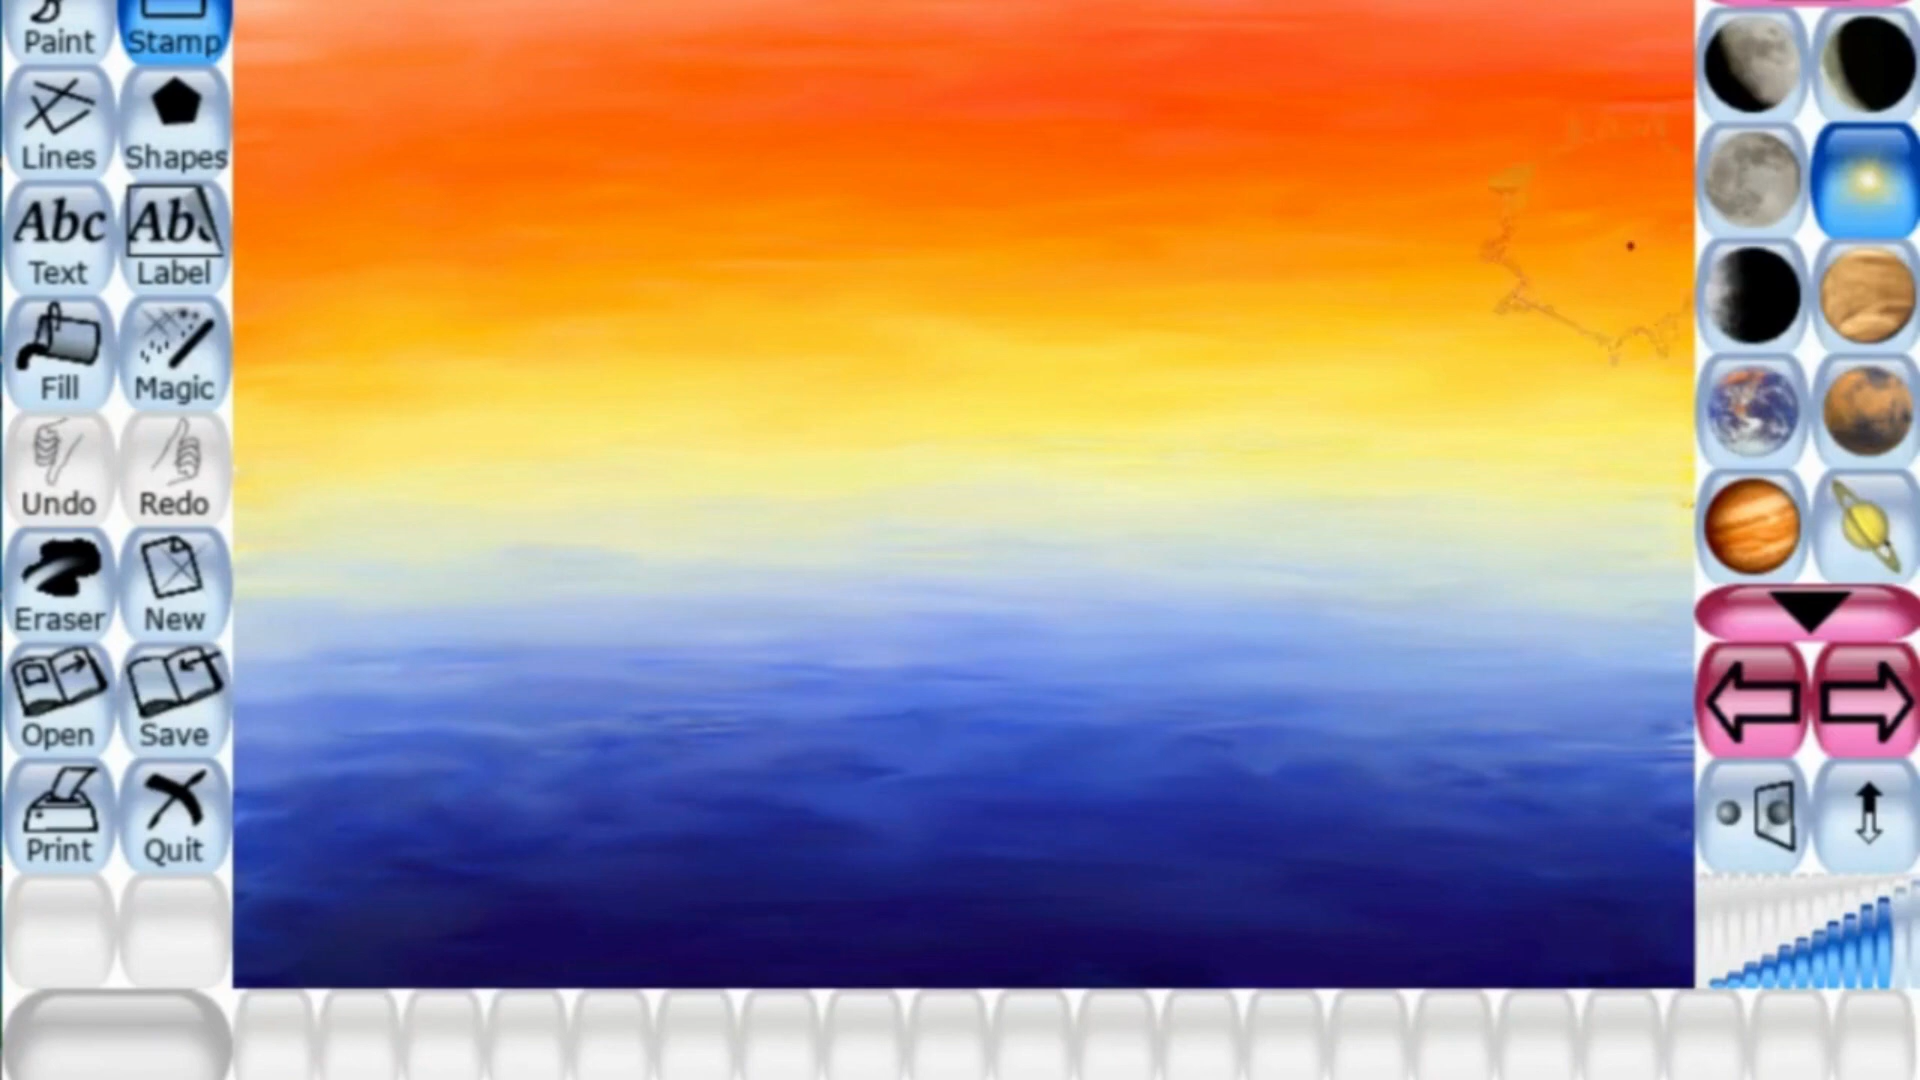 Paint Stamp
Lines Shapes
Abc Abc
Text Label
Fill Magic
Undo Redo
Eraser New
Open Save
Print Quit